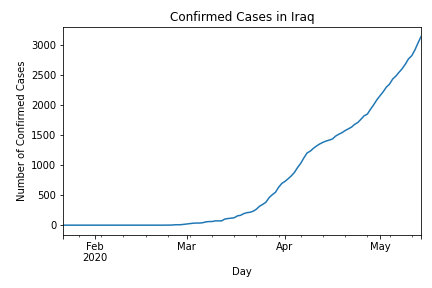 Confirmed Cases in Iraq
Number of Confirmed Cases
3000
2500
2000
1500
1000
500
0
Feb
2020
Mar
Apr
May
Day